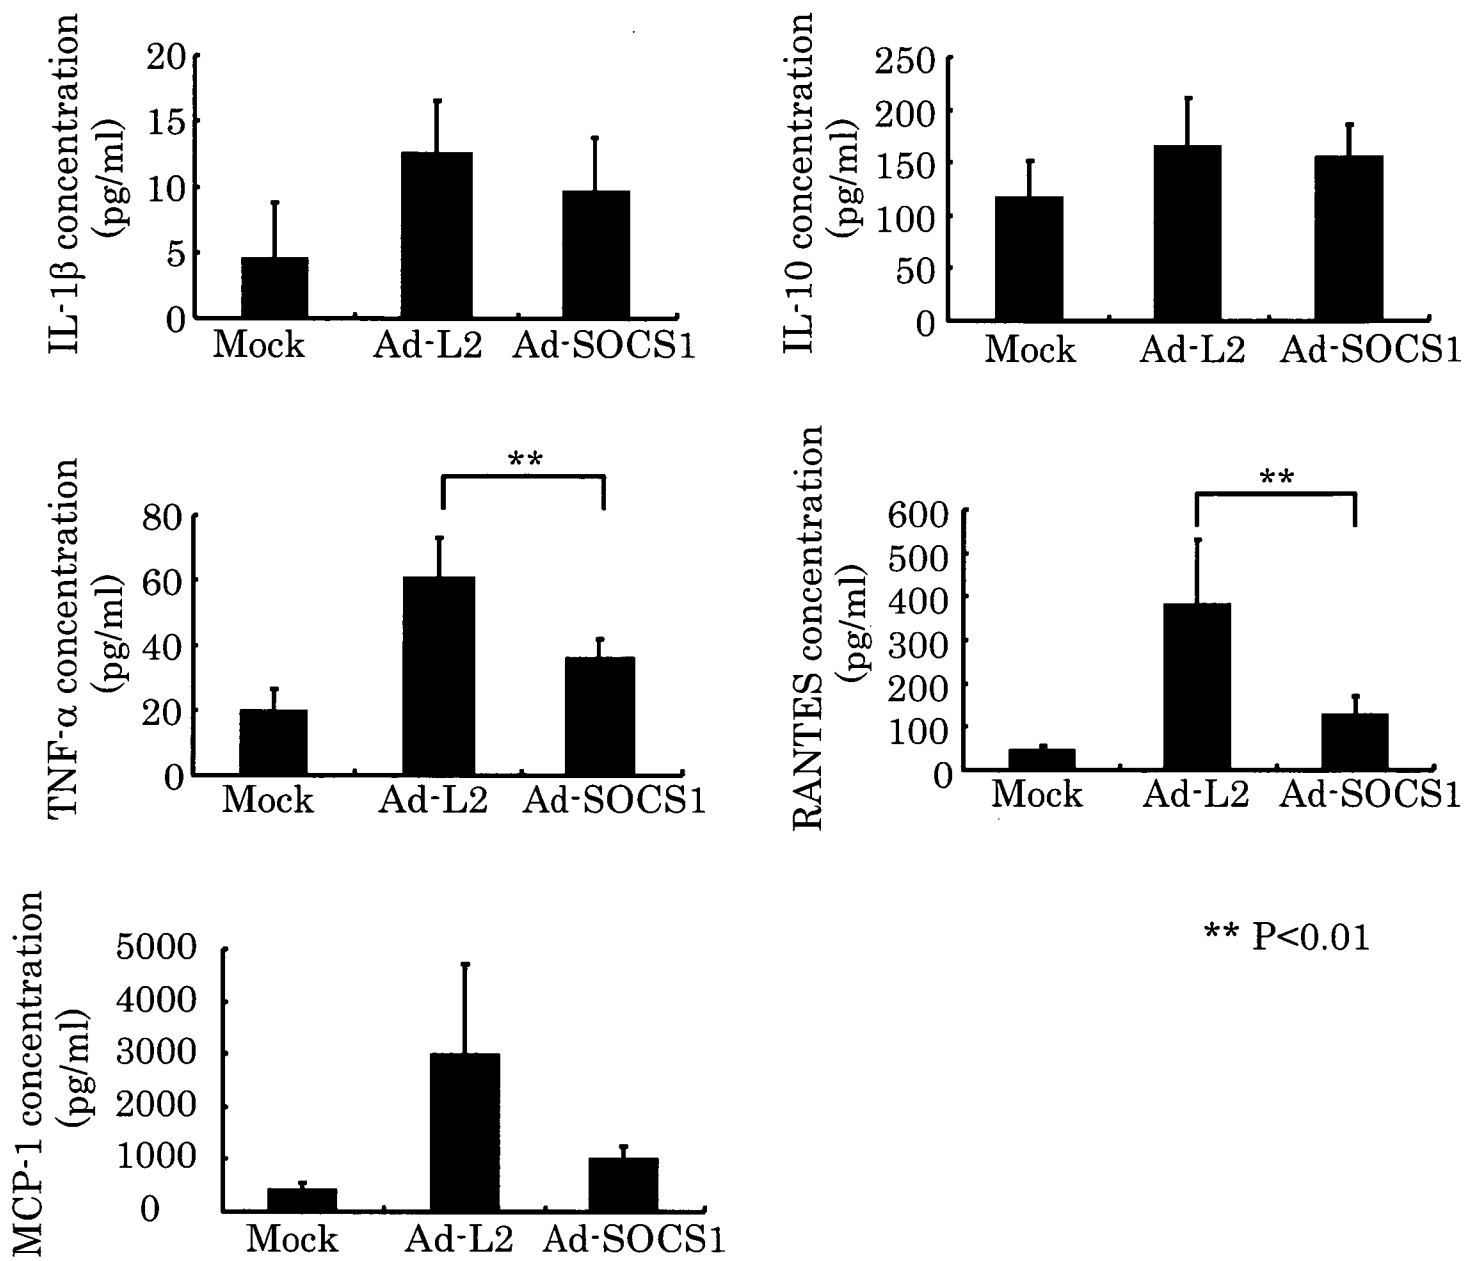 IL-1β concentration
(pg/ml)
20
15
10
5
0
Mock Ad-L2 Ad-SOCS1
IL-10 concentration
(pg/ml)
250
200
150
100
50
0
Mock Ad-L2 Ad-SOCS1
TNF-α concentration
(pg/ml)
**
80
60
40
20
0
Mock Ad-L2 Ad-SOCS1
RANTES concentration
(pg/ml)
**
600
500
400
300
200
100
0
Mock Ad-L2 Ad-SOCS1
MCP-1 concentration
(pg/ml)
5000
4000
3000
2000
1000
0
Mock Ad-L2 Ad-SOCS1
** P<0.01